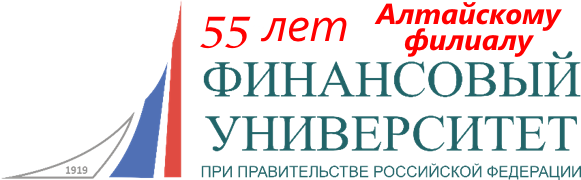 55 лет Алтайскому
филиалу
ФИНАНСОВЫЙ
УНИВЕРСИТЕТ
ПРИ ПРАВИТЕЛЬСТВЕ РОССИЙСКОЙ ФЕДЕРАЦИИ
1919